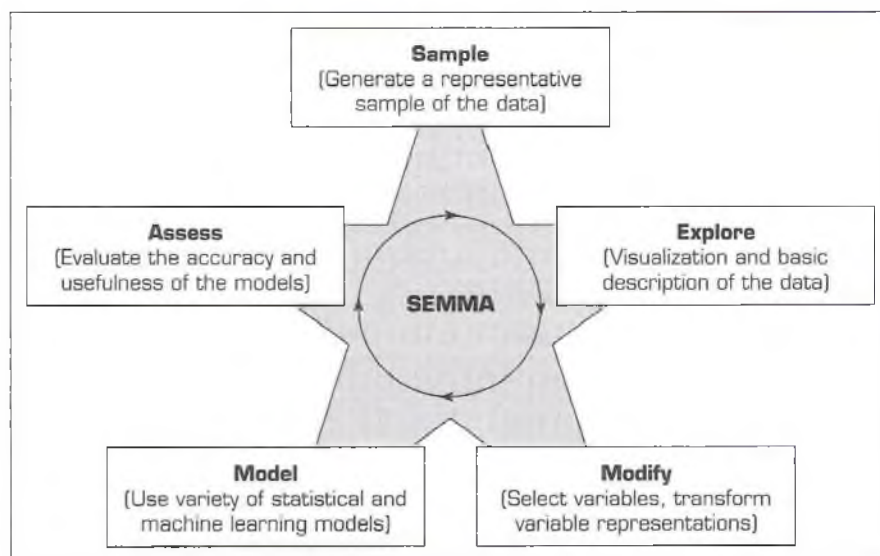 Sample
(Generate a representative
sample of the data)
Assess
(Evaluate the accuracy and
usefulness of the models)
Explore
(Visualization and basic
description of the data)
SEMMA
Model
(Use variety of statistical and
machine learning models)
Modify
(Select variables, transform
variable representations)